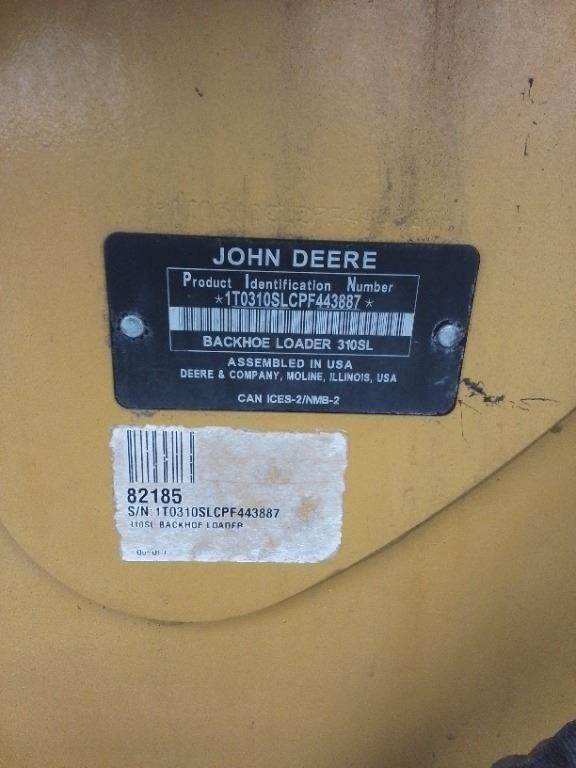 JOHN DEERE
Product Identification Number
*1T0310SLCPF443887*
BACKHOE LOADER 310SL
ASSEMBLED IN USA
DEERE & COMPANY, MOLINE, ILLINOIS, USA
CAN ICES-2/NMB-2
82185
S/N 1T0310SLCPF443887
310SL BACKHOE LOADER